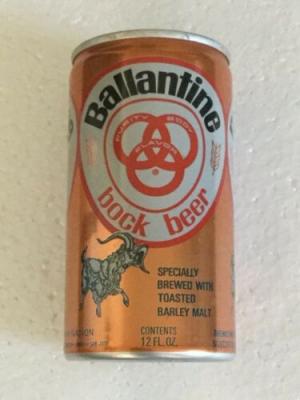 Ballantine
PURITY BODY
FLAVOR
bock beer
SPECIALLY
BREWED WITH
TOASTED
BARLEY MALT
CONTENTS
12 FL. OZ.